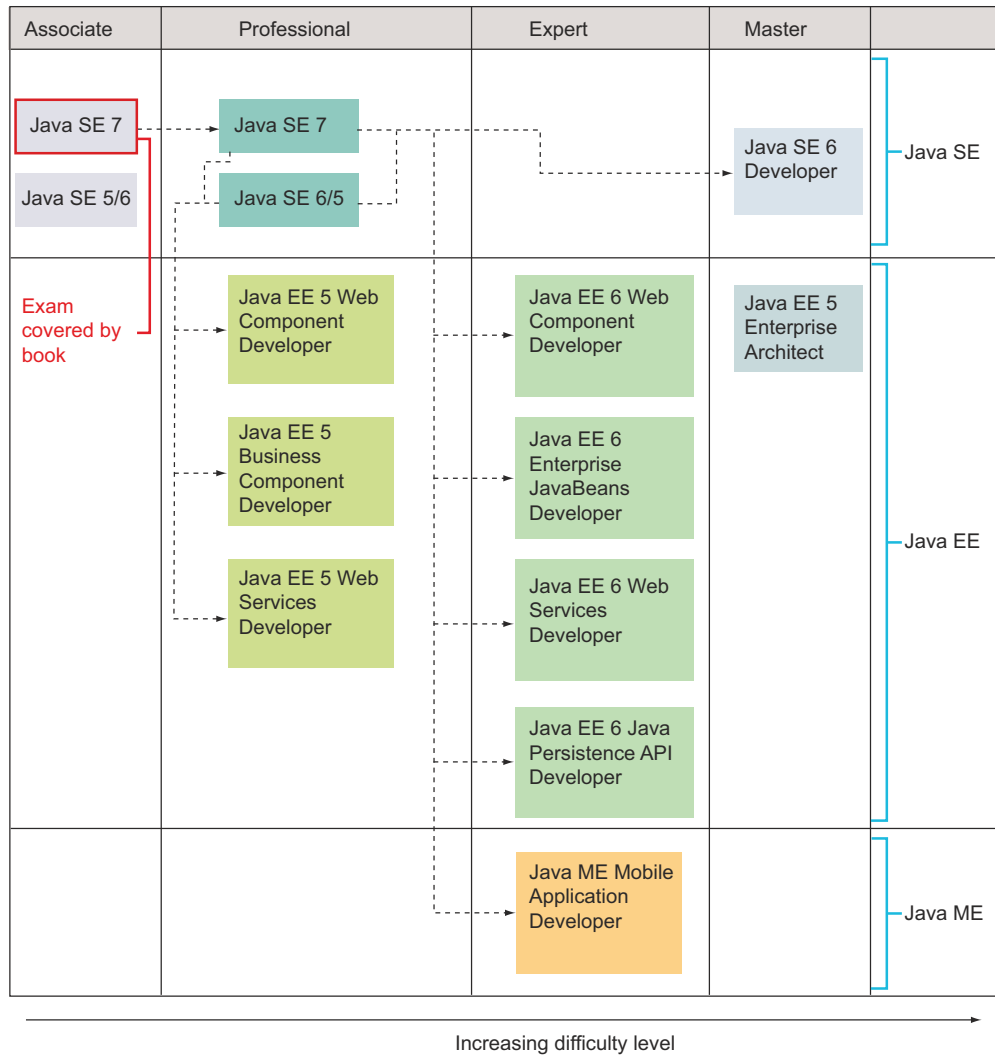 Associate
Professional
Expert
Master
Java SE 7
Java SE 7
Java SE 6
Developer
Java SE
Java SE 5/6
Java SE 6/5
Exam
covered by
book
Java EE 5 Web
Component
Developer
Java EE 6 Web
Component
Developer
Java EE 5
Enterprise
Architect
Java EE 5
Business
Component
Developer
Java EE 6
Enterprise
JavaBeans
Developer
Java EE
Java EE 5 Web
Services
Developer
Java EE 6 Web
Services
Developer
Java EE 6 Java
Persistence API
Developer
Java ME Mobile
Application
Developer
Java ME
Increasing difficulty level